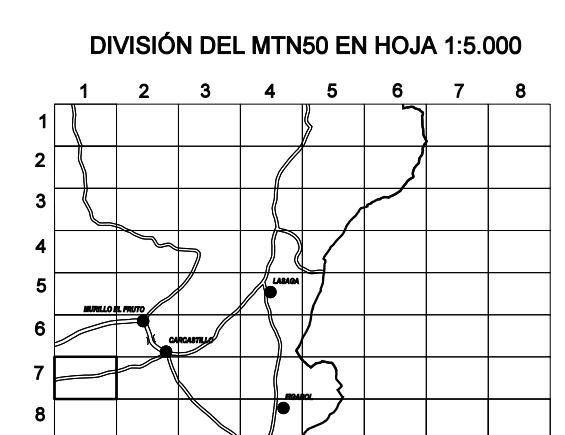 DIVISIÓN DEL MTN50 EN HOJA 1:5.000
1 2 3 4 5 6 7 8
1
2
3
4
5
LASAGA
MURILLO EL FRUTO
6
CARCASTILLO
7
FIGAROL
8